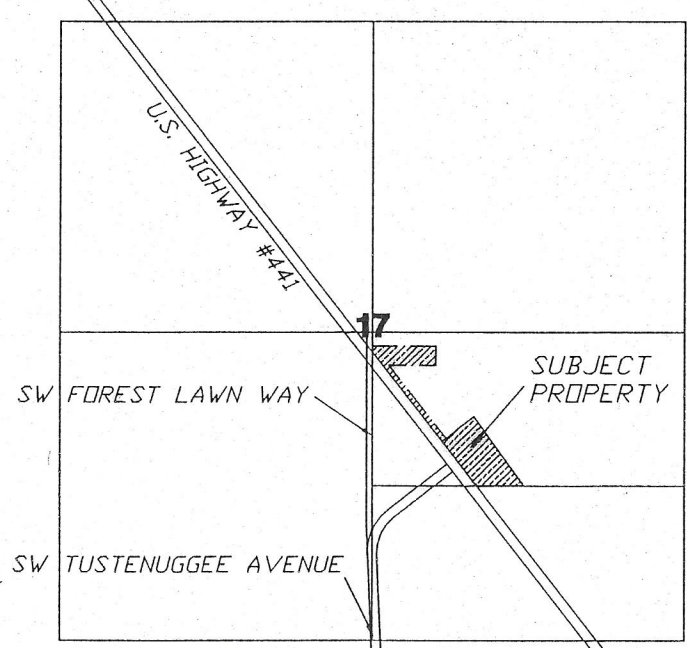 U.S. HIGHWAY #441
17
SUBJECT
PROPERTY
SW FOREST LAWN WAY
SW TUSTENUGGEE AVENUE